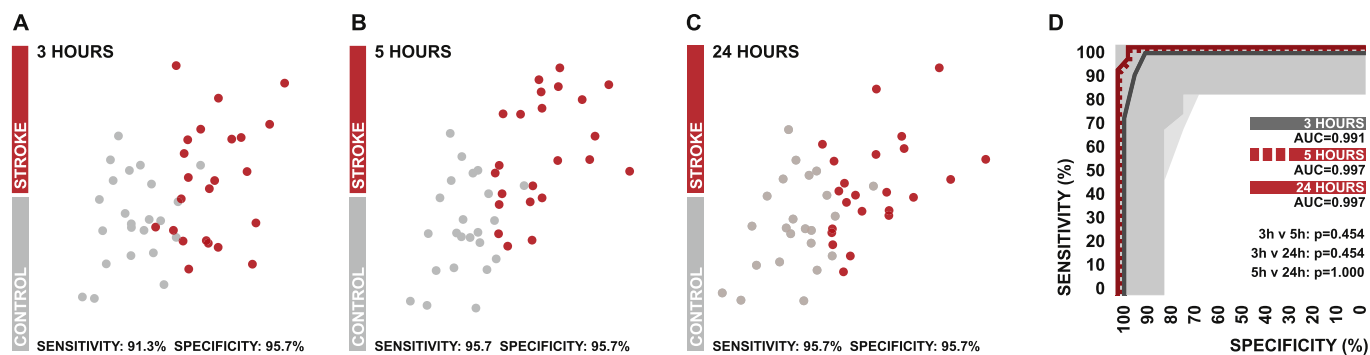 A
3 HOURS
STROKE
CONTROL
SENSITIVITY: 91.3% SPECIFICITY: 95.7%
B
5 HOURS
STROKE
CONTROL
SENSITIVITY: 95.7 SPECIFICITY: 95.7%
C
24 HOURS
STROKE
CONTROL
SENSITIVITY: 95.7% SPECIFICITY: 95.7%
D
SENSITIVITY (%)
100
90
80
70
60
50
40
30
20
10
0
3 HOURS
AUC=0.991
5 HOURS
AUC=0.997
24 HOURS
AUC=0.997
3h v 5h: p=0.454
3h v 24h: p=0.454
5h v 24h: p=1.000
100 90 80 70 60 50 40 30 20 10 0
SPECIFICITY (%)